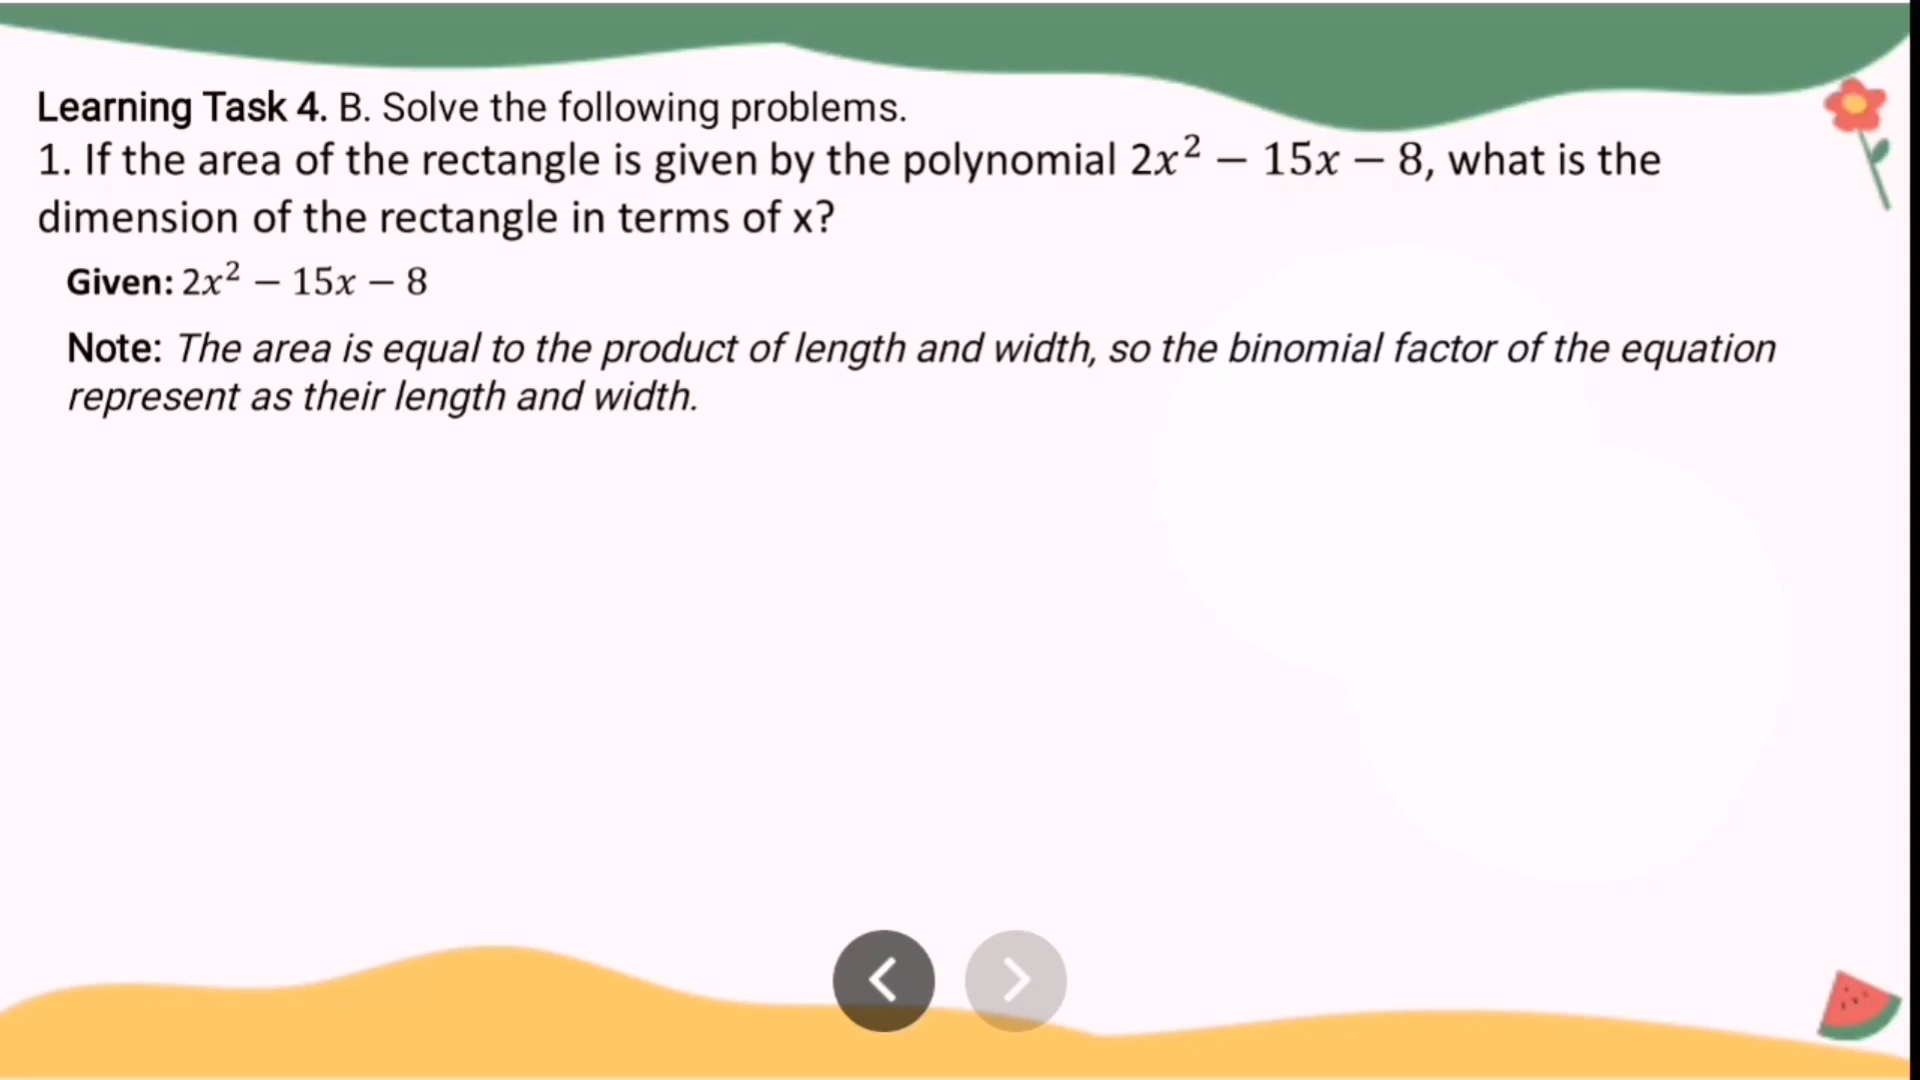 Learning Task 4. B. Solve the following problems.
1. If the area of the rectangle is given by the polynomial 2x² − 15x − 8, what is the
dimension of the rectangle in terms of x?
Given: 2x² − 15x − 8
Note: The area is equal to the product of length and width, so the binomial factor of the equation
represent as their length and width.